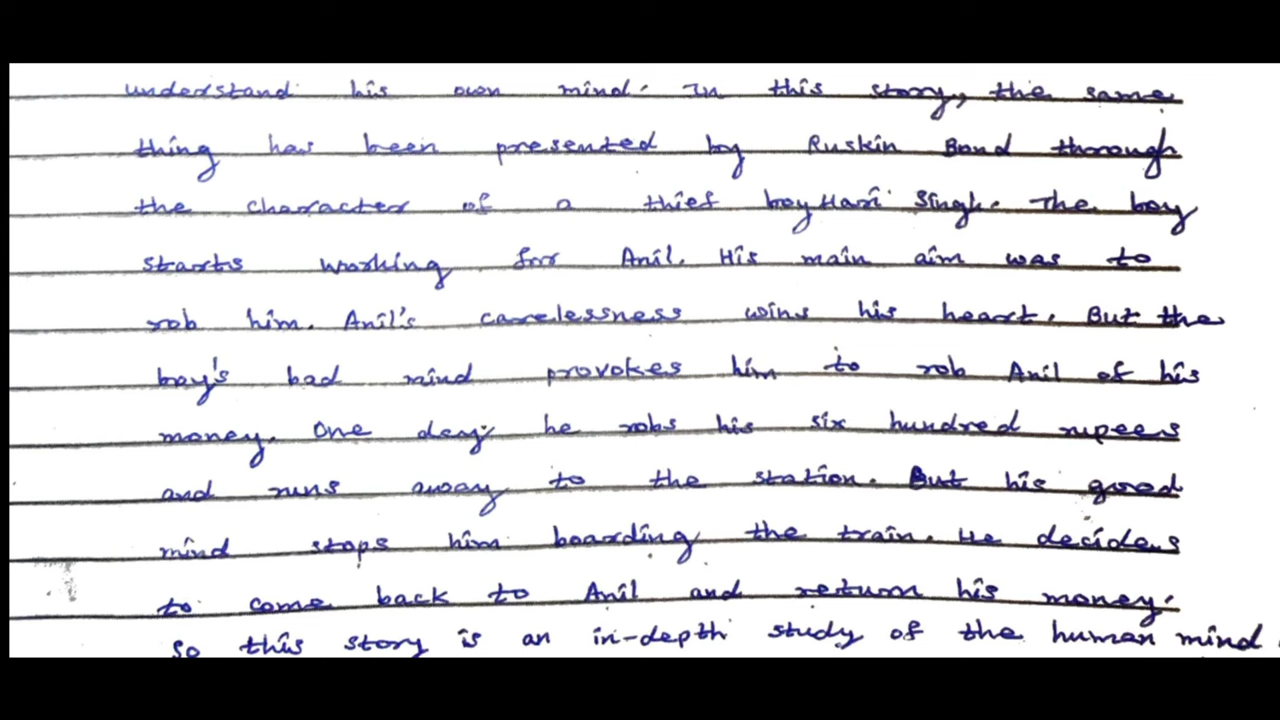 understand his own mind. In this story, the same
thing has been presented by Ruskin Bond thorough
the character of a thief boy Hari Singh. The boy
starts working for Anil. His main aim was to
rob him. Anil's carelessness wins his heart. But the
boy's bad mind provokes him to rob Anil of his
money. One day, he robs his six hundred rupees
and runs away to the station. But his good
mind stops him boarding the train. He decides
to come back to Anil and return his money.
So this story is an in-depth study of the human mind.